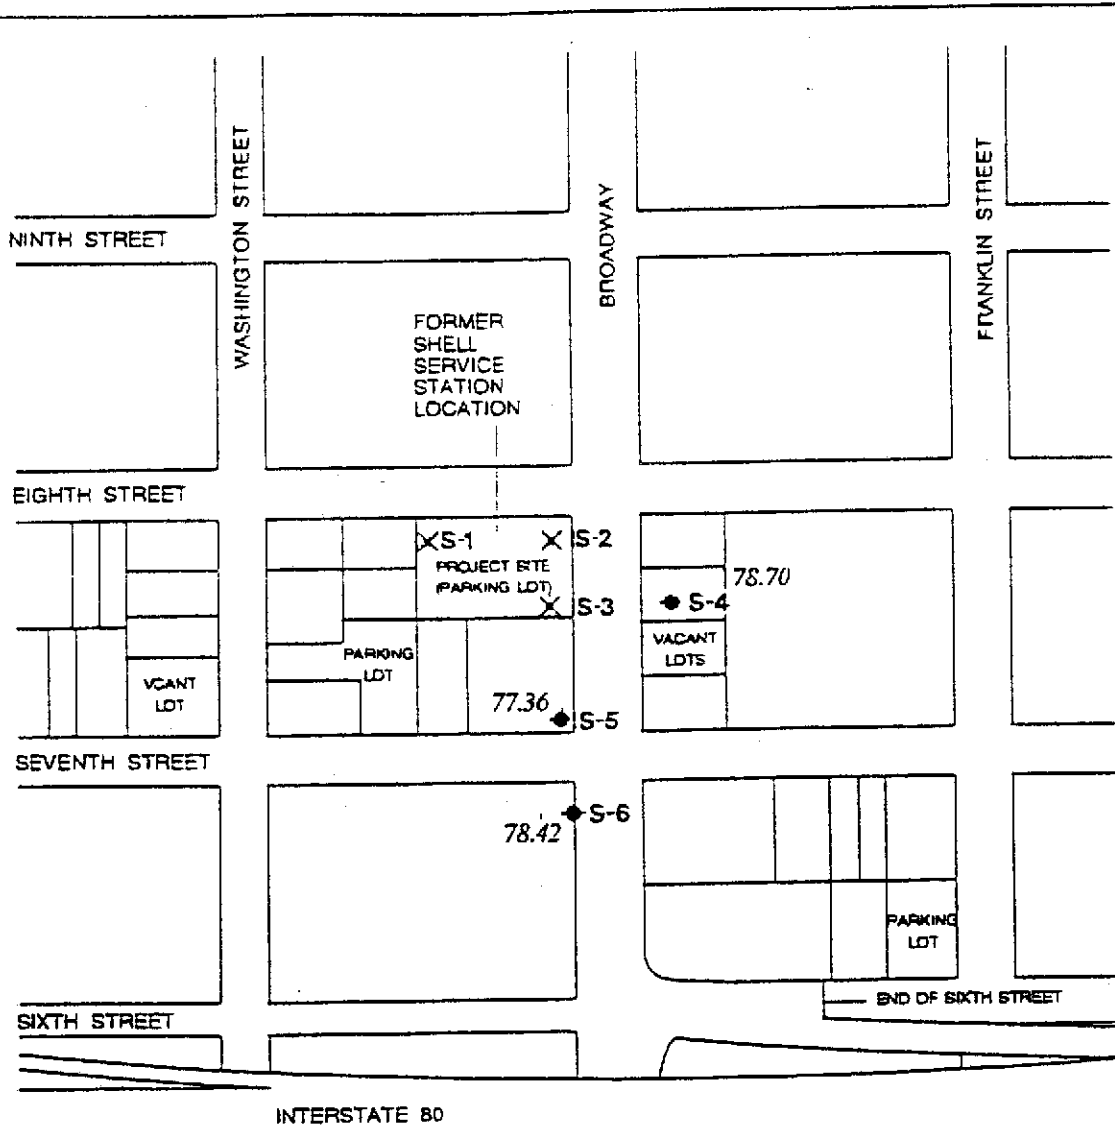 WASHINGTON STREET
BROADWAY
FRANKLIN STREET
NINTH STREET
FORMER
SHELL
SERVICE
STATION
LOCATION
EIGHTH STREET
S-1
S-2
PROJECT SITE
(PARKING LOT)
S-3
78.70
S-4
VACANT
LOTS
PARKING
LOT
VCANT
LOT
77.36
S-5
SEVENTH STREET
S-6
78.42
PARKING
LOT
END OF SIXTH STREET
SIXTH STREET
INTERSTATE 80